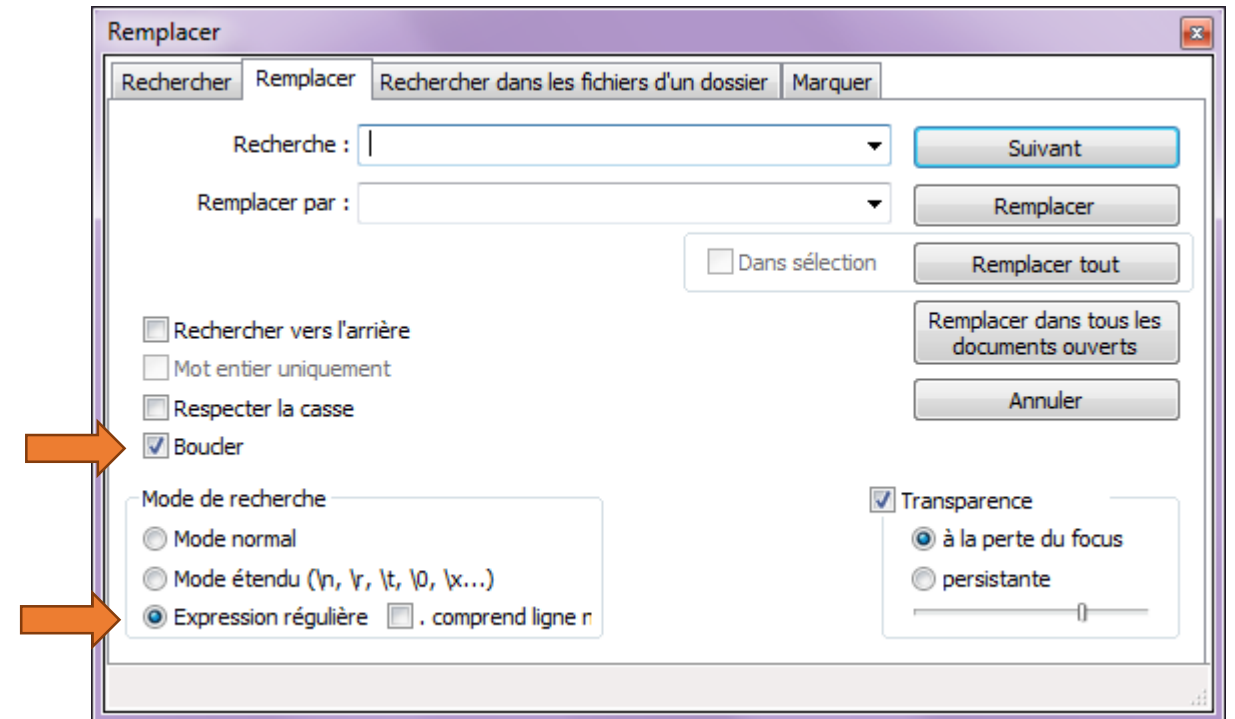 Remplacer
Rechercher
Remplacer
Rechercher dans les fichiers d'un dossier
Marquer
Recherche :
Suivant
Remplacer par :
Remplacer
Dans sélection
Remplacer tout
Rechercher vers l'arrière
Remplacer dans tous les
documents ouverts
Mot entier uniquement
Respecter la casse
Annuler
Boucler
Mode de recherche
Transparence
Mode normal
à la perte du focus
Mode étendu (\n, \r, \t, \0, \x...)
persistante
Expression régulière
. comprend ligne